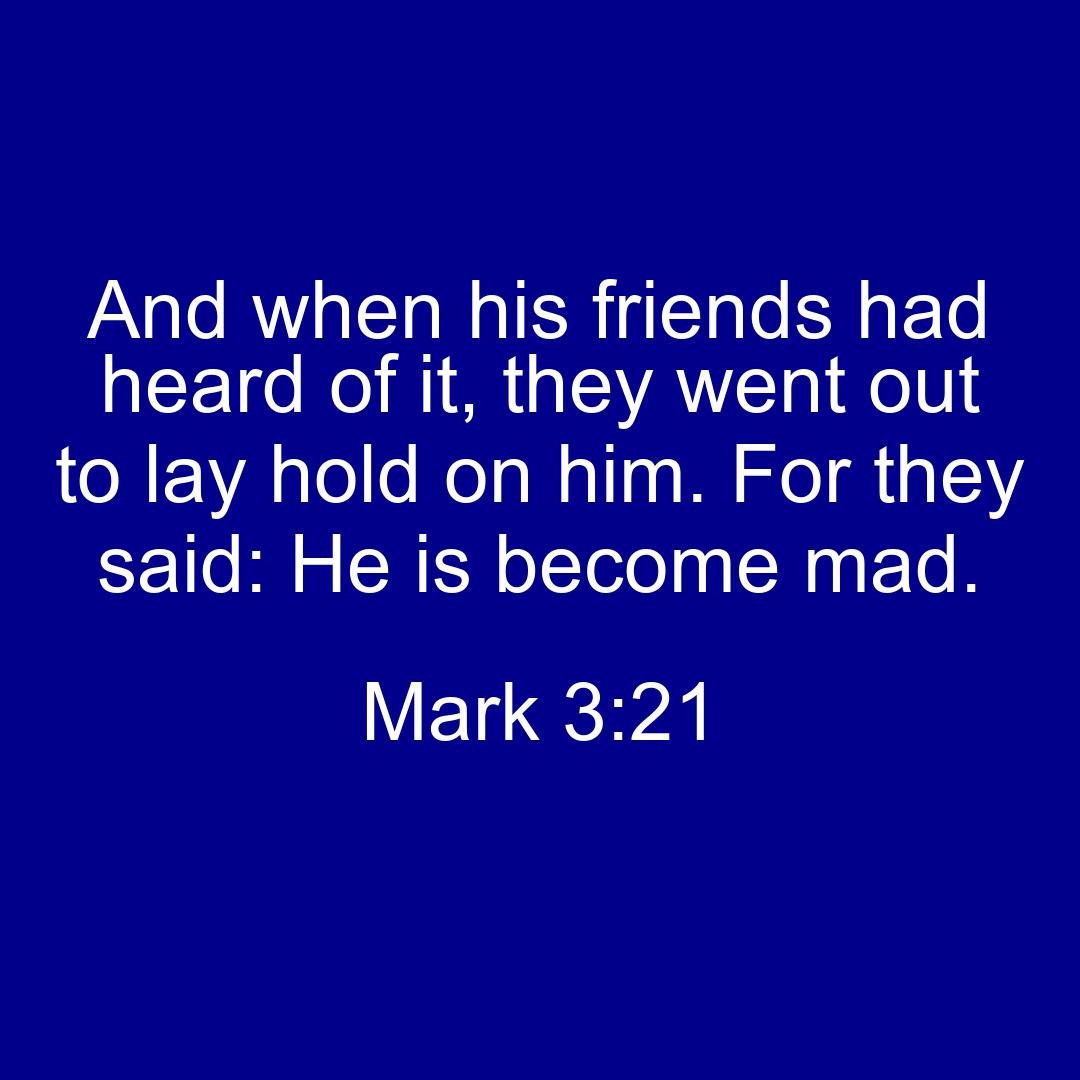 And when his friends had
heard of it, they went out
to lay hold on him. For they
said: He is become mad.
Mark 3:21